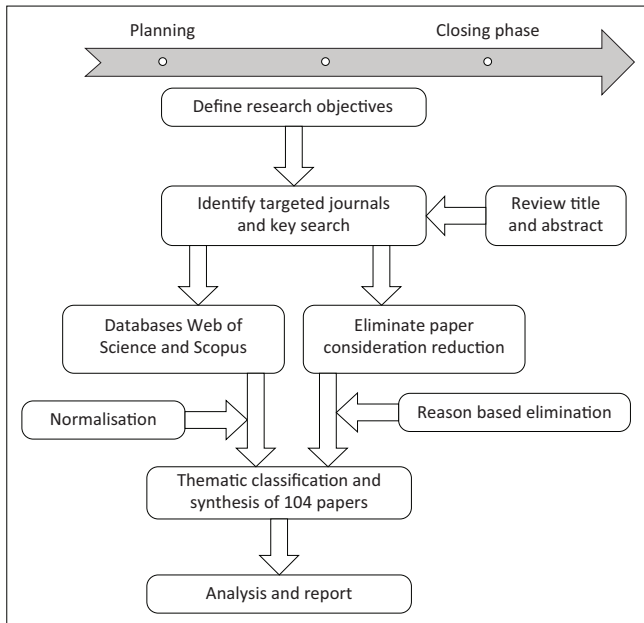 Planning
Closing phase
Define research objectives
Identify targeted journals
and key search
Review title
and abstract
Databases Web of
Science and Scopus
Eliminate paper
consideration reduction
Normalisation
Reason based elimination
Thematic classification and
synthesis of 104 papers
Analysis and report